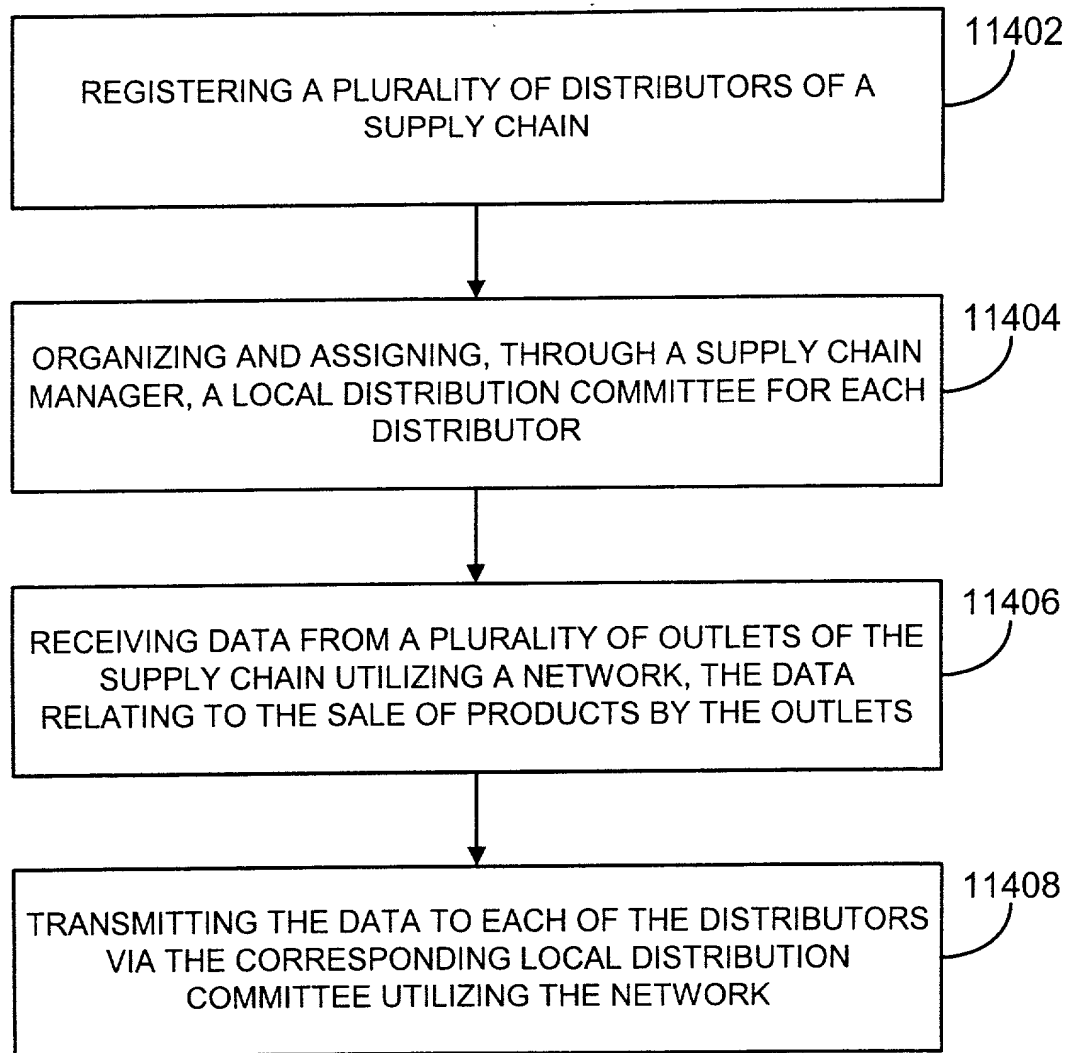 11402
REGISTERING A PLURALITY OF DISTRIBUTORS OF A
SUPPLY CHAIN
11404
ORGANIZING AND ASSIGNING, THROUGH A SUPPLY CHAIN
MANAGER, A LOCAL DISTRIBUTION COMMITTEE FOR EACH
DISTRIBUTOR
11406
RECEIVING DATA FROM A PLURALITY OF OUTLETS OF THE
SUPPLY CHAIN UTILIZING A NETWORK, THE DATA
RELATING TO THE SALE OF PRODUCTS BY THE OUTLETS
11408
TRANSMITTING THE DATA TO EACH OF THE DISTRIBUTORS
VIA THE CORRESPONDING LOCAL DISTRIBUTION
COMMITTEE UTILIZING THE NETWORK